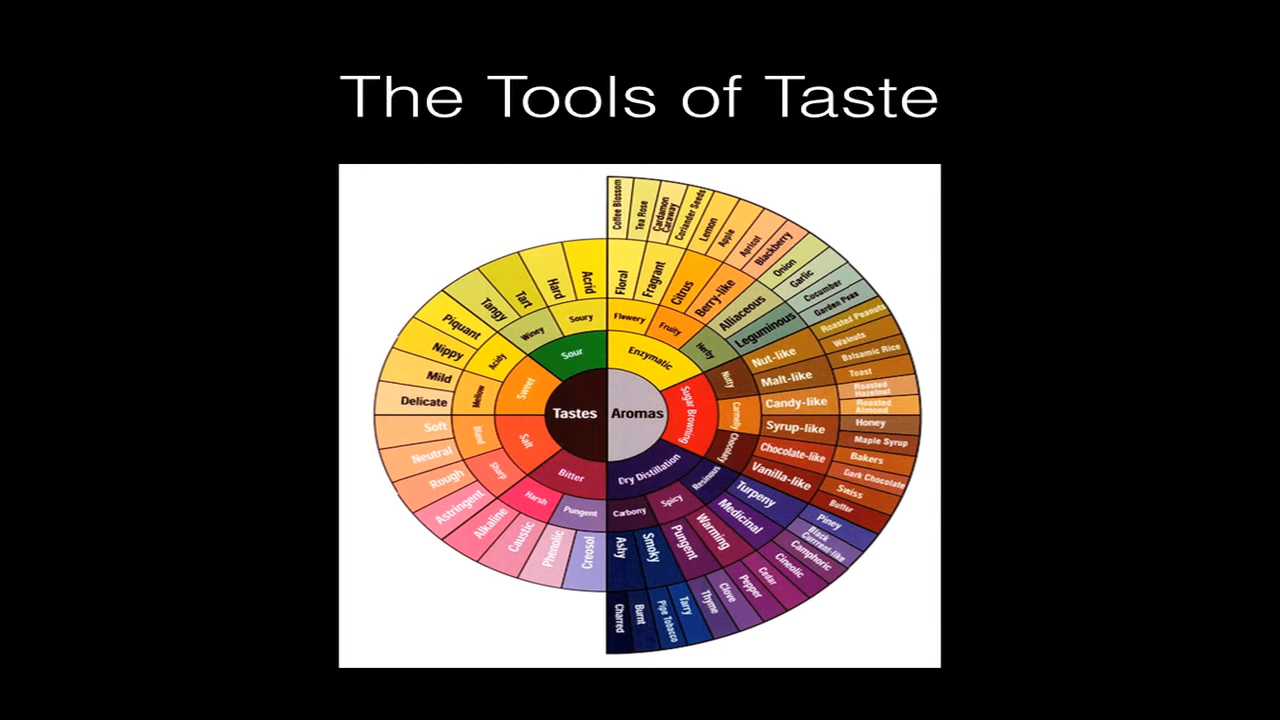 The Tools of Taste
Tastes
Aromas
Sour
Sweet
Salt
Bitter
Soury
Winey
Acidy
Mellow
Bland
Sharp
Harsh
Pungent
Acrid
Hard
Tart
Tangy
Piquant
Nippy
Mild
Delicate
Soft
Neutral
Rough
Astringent
Alkaline
Caustic
Phenolic
Creosol
Enzymatic
Sugar Browning
Dry Distillation
Flowery
Fruity
Herby
Nutty
Carmelly
Chocolaty
Resinous
Spicy
Carbony
Floral
Fragrant
Citrus
Berry-like
Alliaceous
Leguminous
Nut-like
Malt-like
Candy-like
Syrup-like
Chocolate-like
Vanilla-like
Turpeny
Medicinal
Warming
Pungent
Smoky
Ashy
Coffee Blossom
Tea Rose
Cardamon
Caraway
Coriander Seeds
Lemon
Apple
Apricot
Blackberry
Onion
Garlic
Cucumber
Garden Peas
Roasted Peanuts
Walnuts
Balsamic Rice
Toast
Roasted
Hazelnut
Roasted
Almond
Honey
Maple Syrup
Bakers
Dark Chocolate
Swiss
Butter
Piney
Black
Currrent-like
Camphoric
Cineolic
Cedar
Pepper
Clove
Thyme
Tarry
Pipe Tobacco
Burnt
Charred